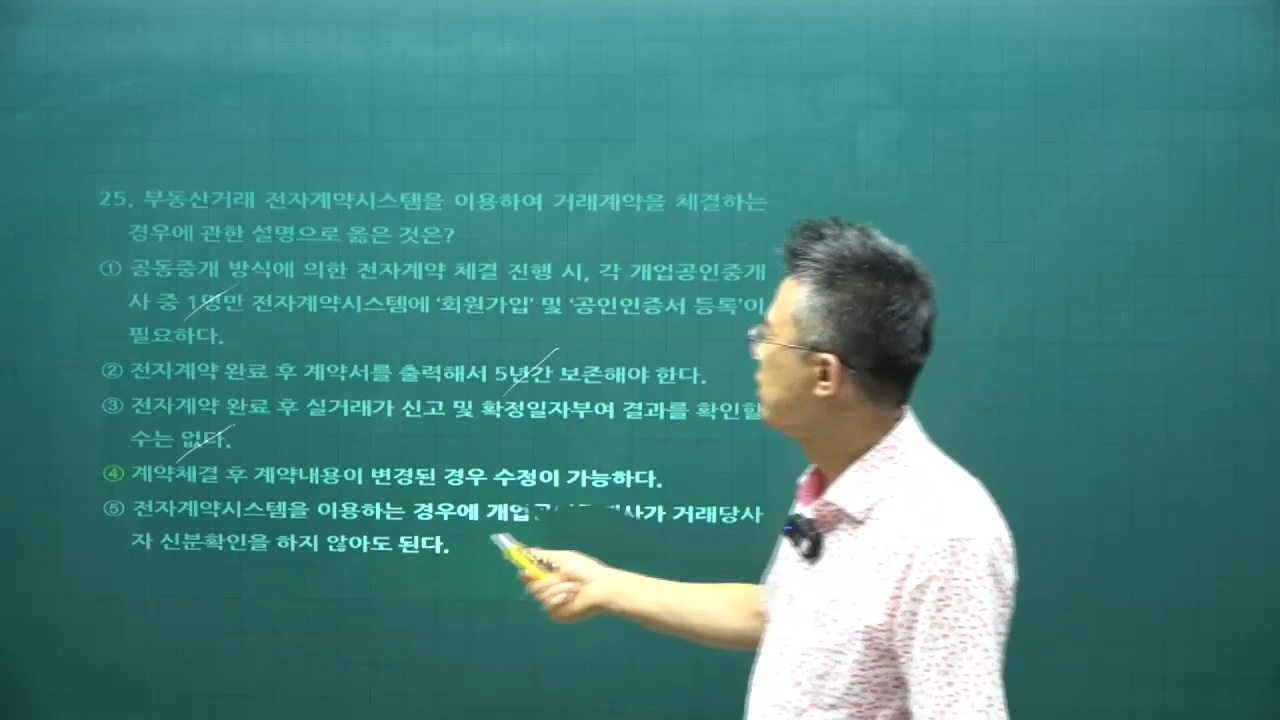 25. 부동산거래 전자계약시스템을 이용하여 거래계약을 체결하는
경우에 관한 설명으로 옳은 것은?
① 공동중개 방식에 의한 전자계약 체결 진행 시, 각 개업공인중개
사 중 1명만 전자계약시스템에 '회원가입' 및 '공인인증서 등록'이
필요하다.
② 전자계약 완료 후 계약서를 출력해서 5년간 보존해야 한다.
③ 전자계약 완료 후 실거래가 신고 및 확정일자부여 결과를 확인할
수는 없다.
④ 계약체결 후 계약내용이 변경된 경우 수정이 가능하다.
⑤ 전자계약시스템을 이용하는 경우에 거래당사
자 신분확인을 하지 않아도 된다.